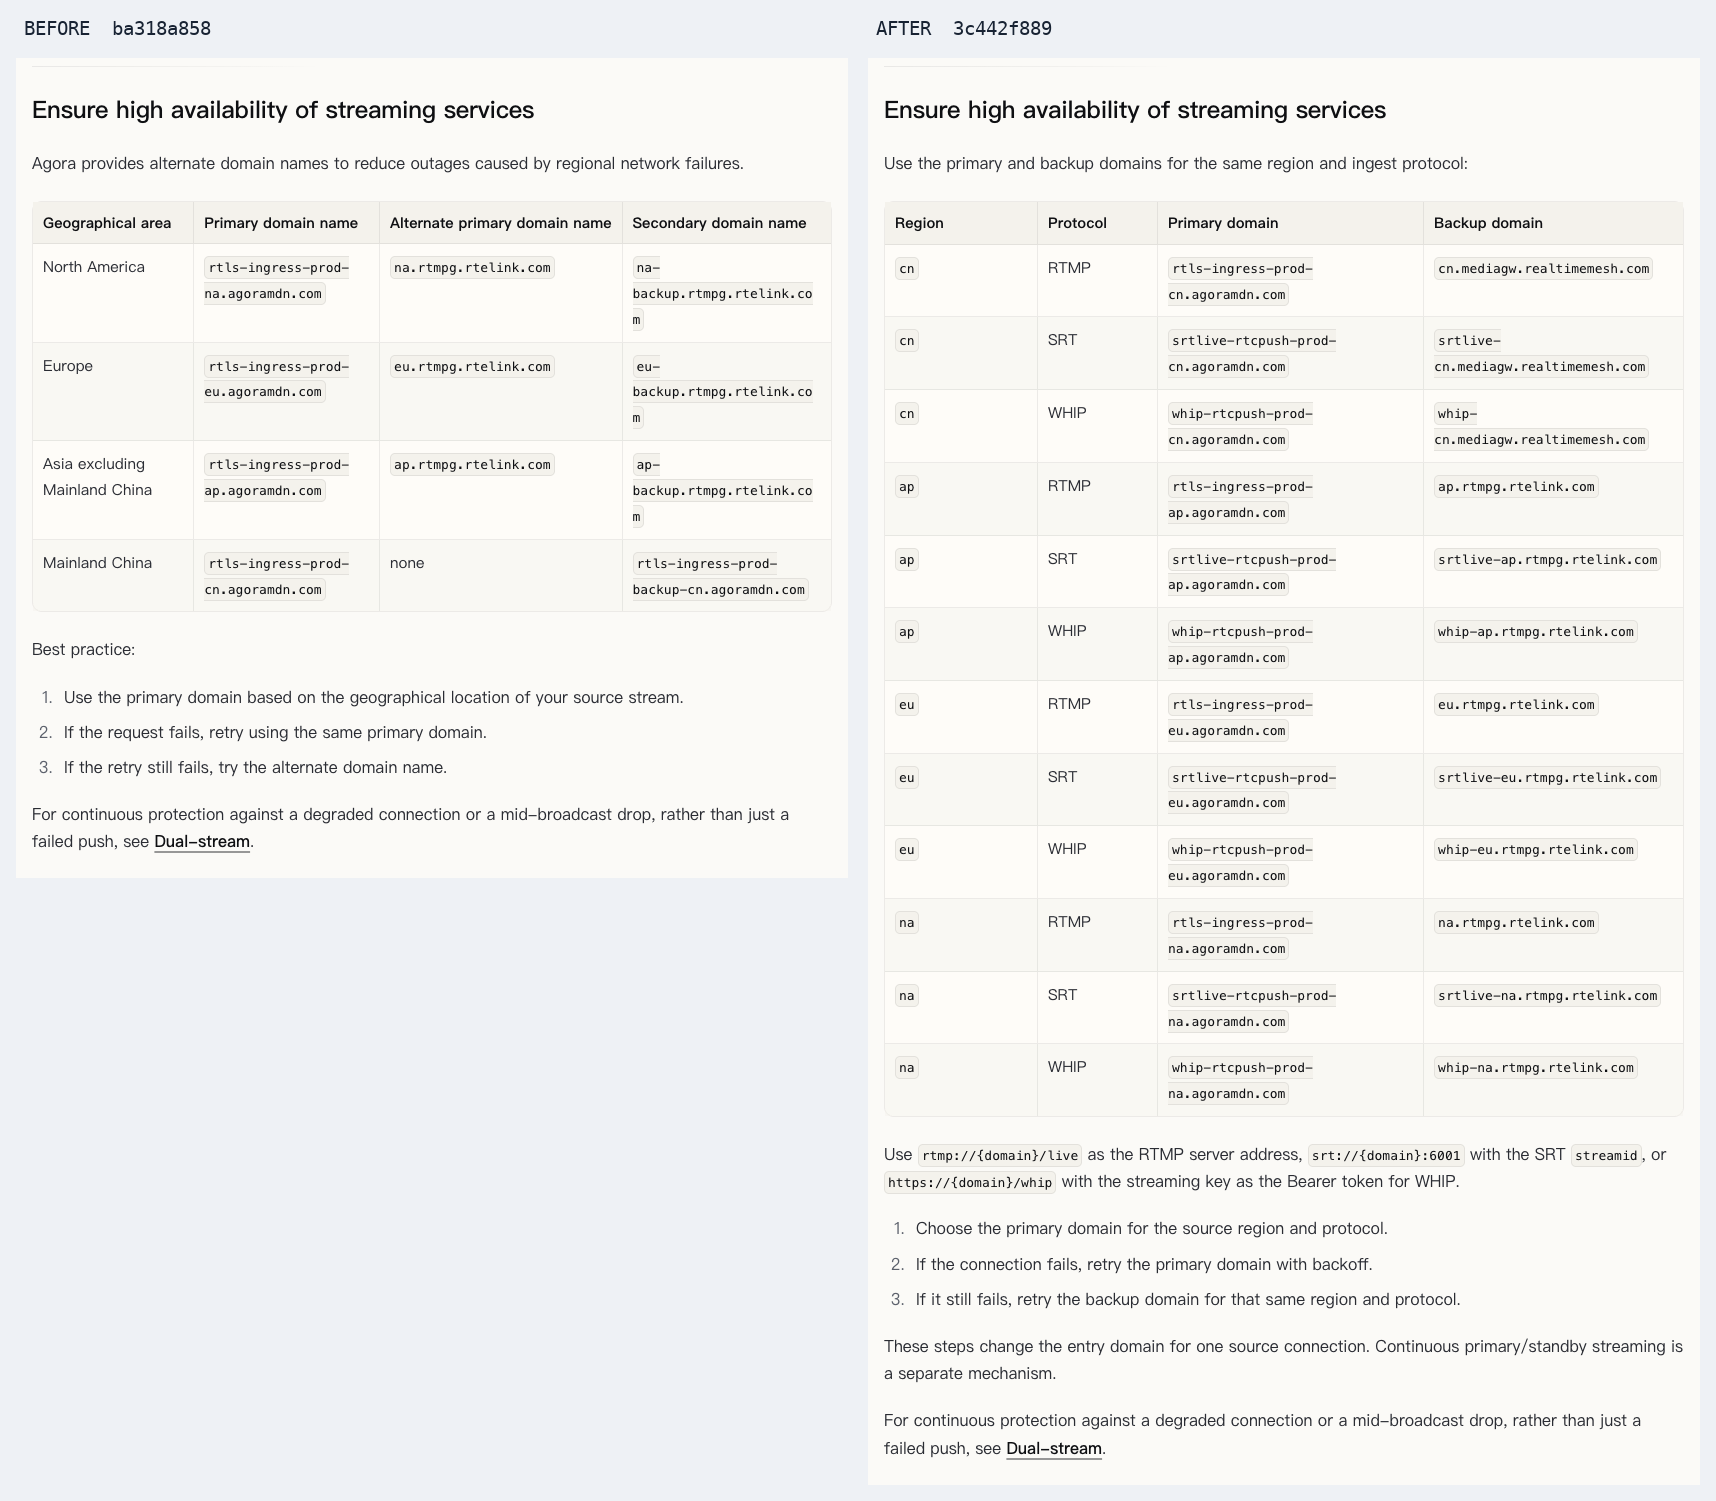 BEFORE ba318a858
Ensure high availability of streaming services
Agora provides alternate domain names to reduce outages caused by regional network failures.
Geographical area Primary domain name Alternate primary domain name Secondary domain name
North America rtls-ingress-prod- na.rtmpg.rtelink.com na-
na.agoramdn.com backup.rtmpg.rtelink.co
m
Europe rtls-ingress-prod- eu.rtmpg.rtelink.com eu-
eu.agoramdn.com backup.rtmpg.rtelink.co
m
Asia excluding rtls-ingress-prod- ap.rtmpg.rtelink.com ap-
Mainland China ap.agoramdn.com backup.rtmpg.rtelink.co
m
Mainland China rtls-ingress-prod- none rtls-ingress-prod-
cn.agoramdn.com backup-cn.agoramdn.com
Best practice:
1. Use the primary domain based on the geographical location of your source stream.
2. If the request fails, retry using the same primary domain.
3. If the retry still fails, try the alternate domain name.
For continuous protection against a degraded connection or a mid-broadcast drop, rather than just a
failed push, see Dual-stream.
AFTER 3c442f889
Ensure high availability of streaming services
Use the primary and backup domains for the same region and ingest protocol:
Region Protocol Primary domain Backup domain
cn RTMP rtls-ingress-prod- cn.mediagw.realtimemesh.com
cn.agoramdn.com
cn SRT srtlive-rtcpush-prod- srtlive-
cn.agoramdn.com cn.mediagw.realtimemesh.com
cn WHIP whip-rtcpush-prod- whip-
cn.agoramdn.com cn.mediagw.realtimemesh.com
ap RTMP rtls-ingress-prod- ap.rtmpg.rtelink.com
ap.agoramdn.com
ap SRT srtlive-rtcpush-prod- srtlive-ap.rtmpg.rtelink.com
ap.agoramdn.com
ap WHIP whip-rtcpush-prod- whip-ap.rtmpg.rtelink.com
ap.agoramdn.com
eu RTMP rtls-ingress-prod- eu.rtmpg.rtelink.com
eu.agoramdn.com
eu SRT srtlive-rtcpush-prod- srtlive-eu.rtmpg.rtelink.com
eu.agoramdn.com
eu WHIP whip-rtcpush-prod- whip-eu.rtmpg.rtelink.com
eu.agoramdn.com
na RTMP rtls-ingress-prod- na.rtmpg.rtelink.com
na.agoramdn.com
na SRT srtlive-rtcpush-prod- srtlive-na.rtmpg.rtelink.com
na.agoramdn.com
na WHIP whip-rtcpush-prod- whip-na.rtmpg.rtelink.com
na.agoramdn.com
Use rtmp://{domain}/live as the RTMP server address, srt://{domain}:6001 with the SRT streamid, or
https://{domain}/whip with the streaming key as the Bearer token for WHIP.
1. Choose the primary domain for the source region and protocol.
2. If the connection fails, retry the primary domain with backoff.
3. If it still fails, retry the backup domain for that same region and protocol.
These steps change the entry domain for one source connection. Continuous primary/standby streaming is
a separate mechanism.
For continuous protection against a degraded connection or a mid-broadcast drop, rather than just a
failed push, see Dual-stream.